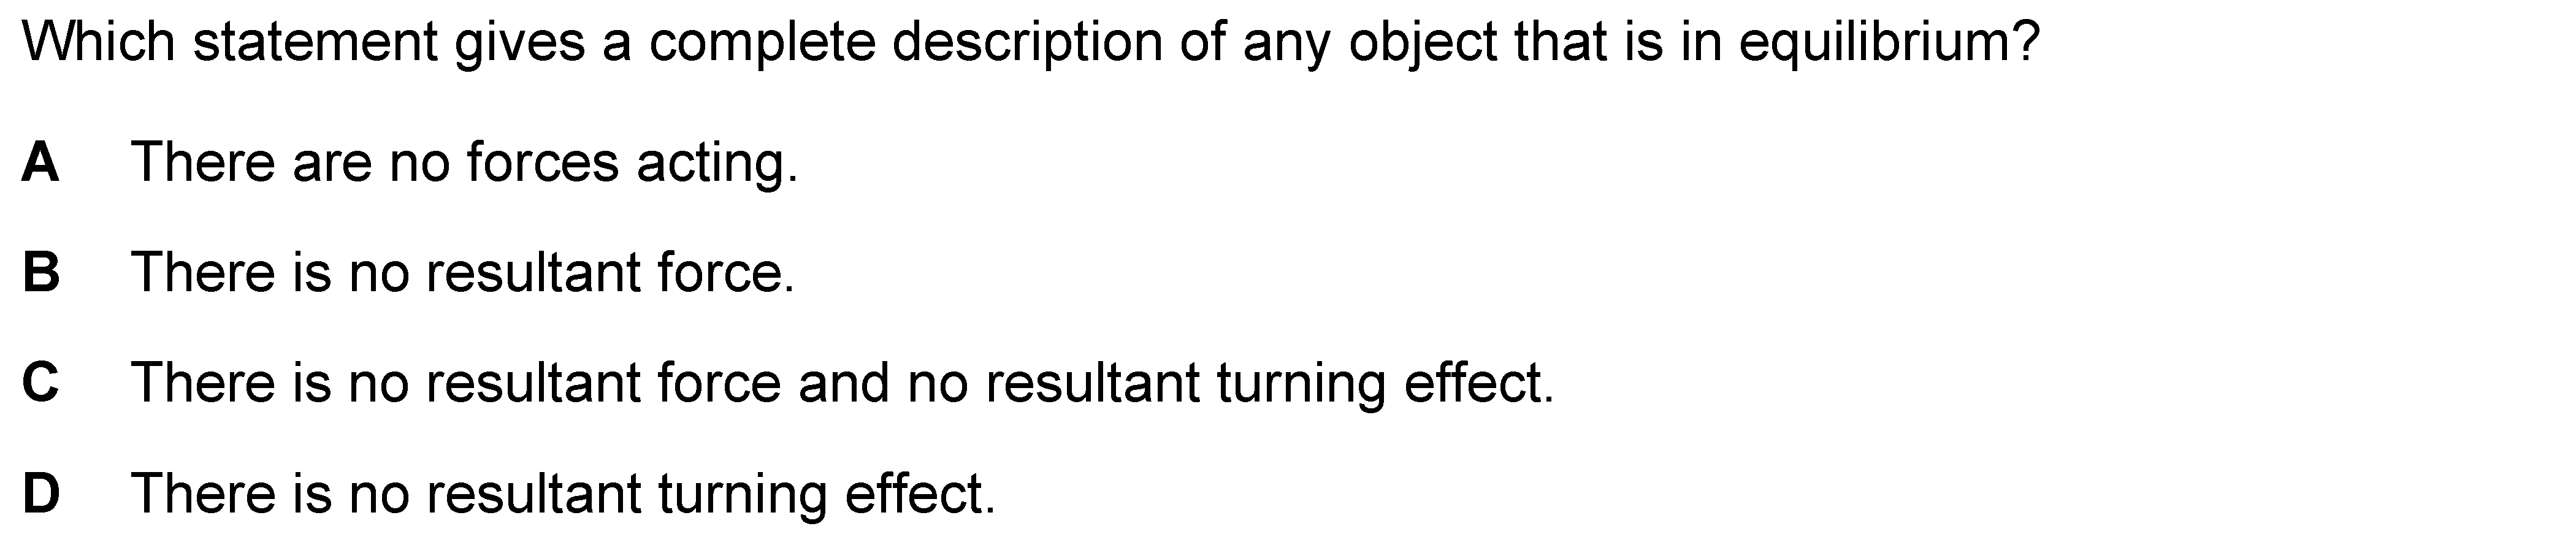 Which statement gives a complete description of any object that is in equilibrium?
A There are no forces acting.
B There is no resultant force.
C There is no resultant force and no resultant turning effect.
D There is no resultant turning effect.